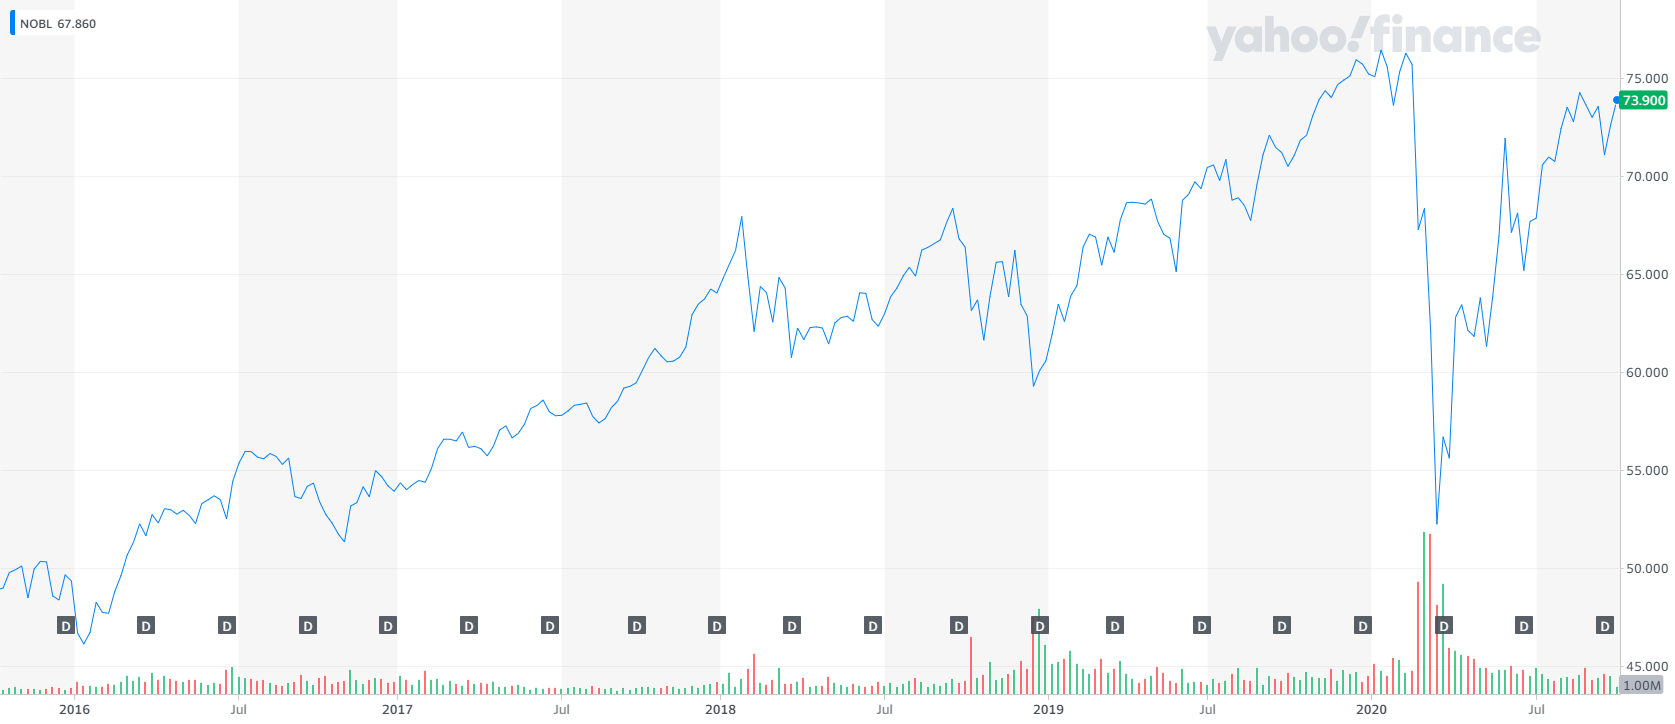 NOBL 67.860
yahoo!finance
75.000
73.900
70.000
65.000
60.000
55.000
50.000
D D D D D D D D D D D D D D D D D D D D
45.000
1.00M
2016 Jul 2017 Jul 2018 Jul 2019 Jul 2020 Jul